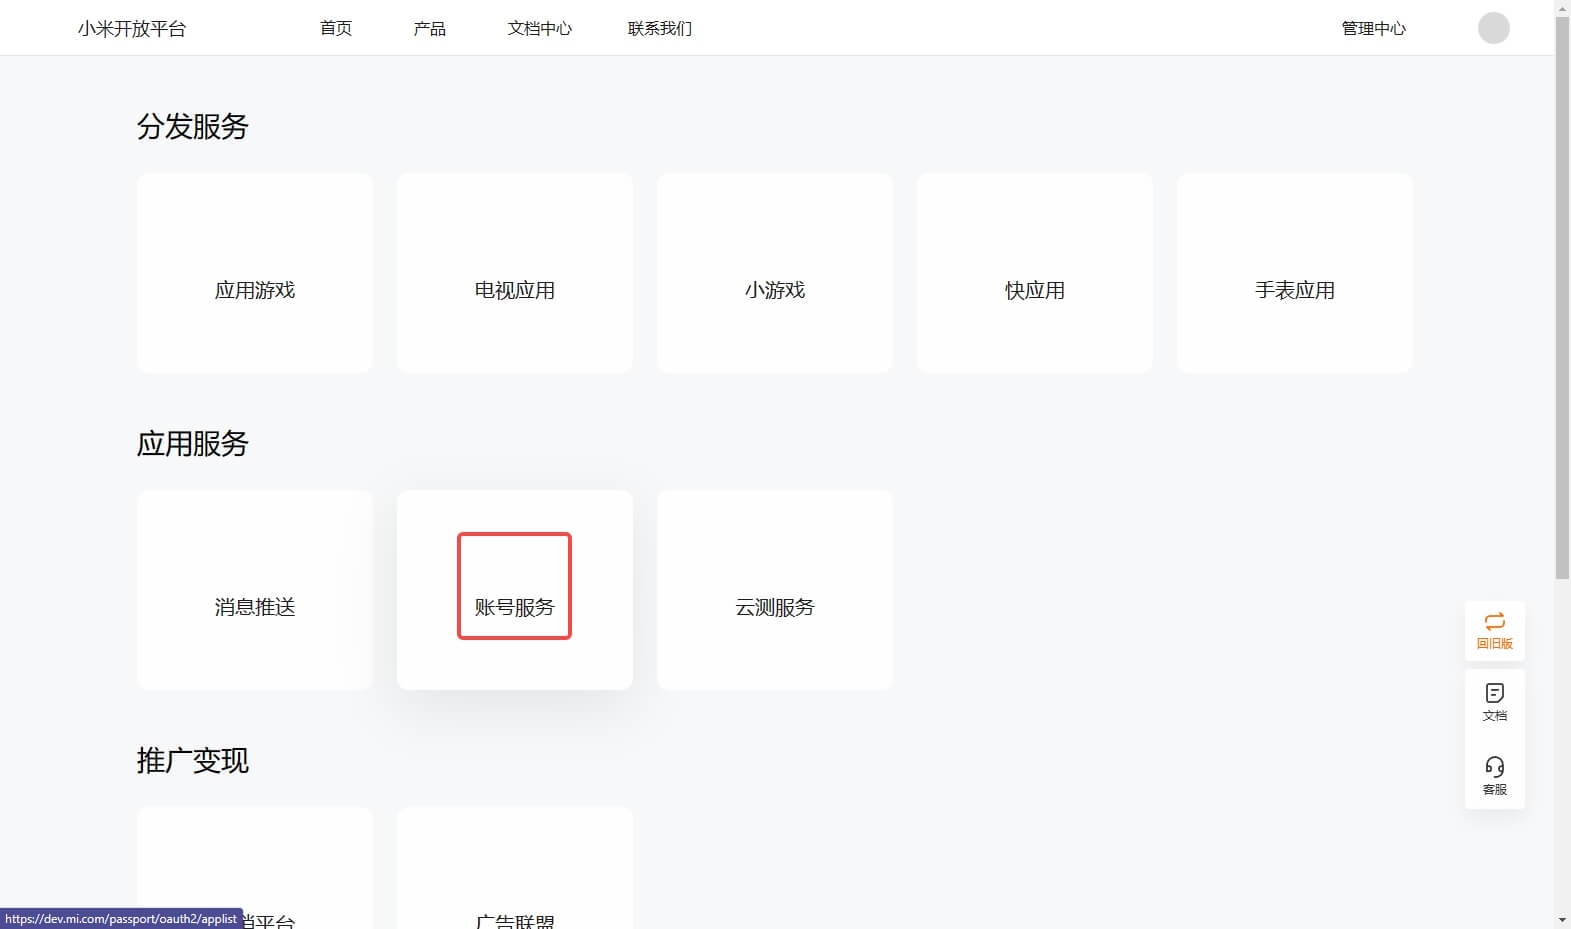 小米开放平台 首页 产品 文档中心 联系我们 管理中心
分发服务
应用游戏 电视应用 小游戏 快应用 手表应用
应用服务
消息推送 账号服务 云测服务
回旧版
文档
客服
推广变现
平台 广告联盟
https://dev.mi.com/passport/oauth2/applist